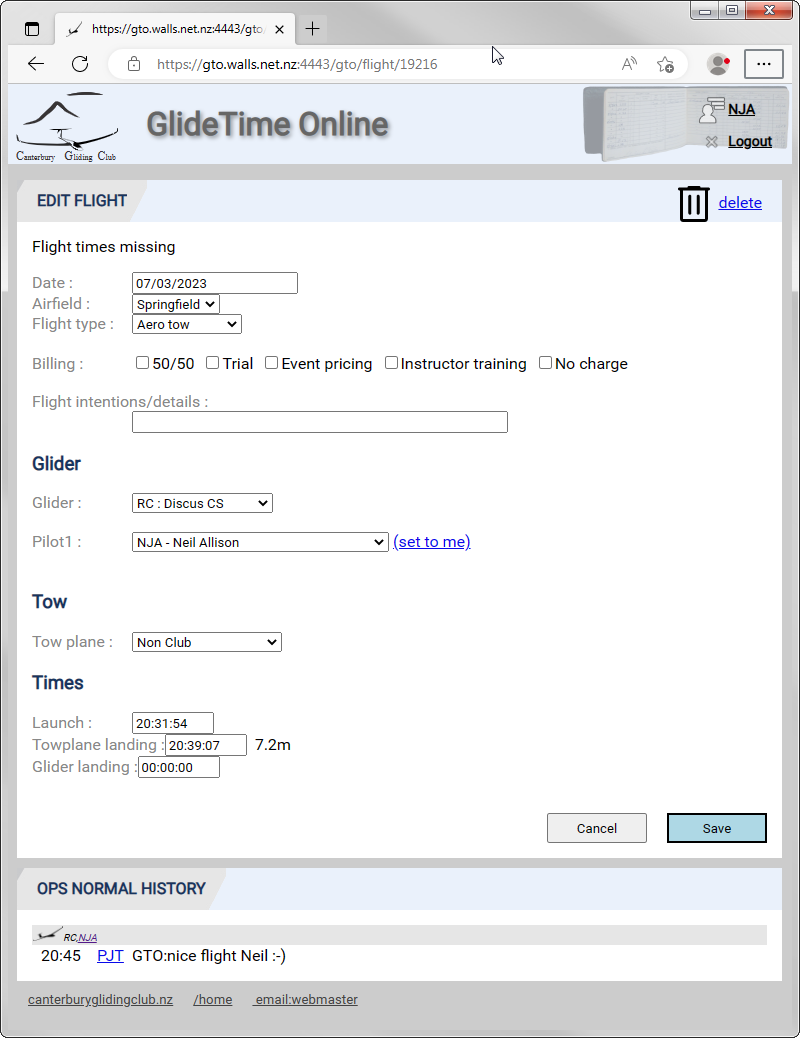 https://gto.walls.net.nz:4443/gto/
https://gto.walls.net.nz:4443/gto/flight/19216
Canterbury Gliding Club
GlideTime Online
NJA
Logout
EDIT FLIGHT
delete
Flight times missing
Date : 07/03/2023
Airfield : Springfield
Flight type : Aero tow
Billing : 50/50 Trial Event pricing Instructor training No charge
Flight intentions/details :
Glider
Glider : RC : Discus CS
Pilot1 : NJA - Neil Allison (set to me)
Tow
Tow plane : Non Club
Times
Launch : 20:31:54
Towplane landing : 20:39:07 7.2m
Glider landing : 00:00:00
Cancel Save
OPS NORMAL HISTORY
RC,NJA
20:45 PJT GTO:nice flight Neil :-)
canterburyglidingclub.nz /home email:webmaster